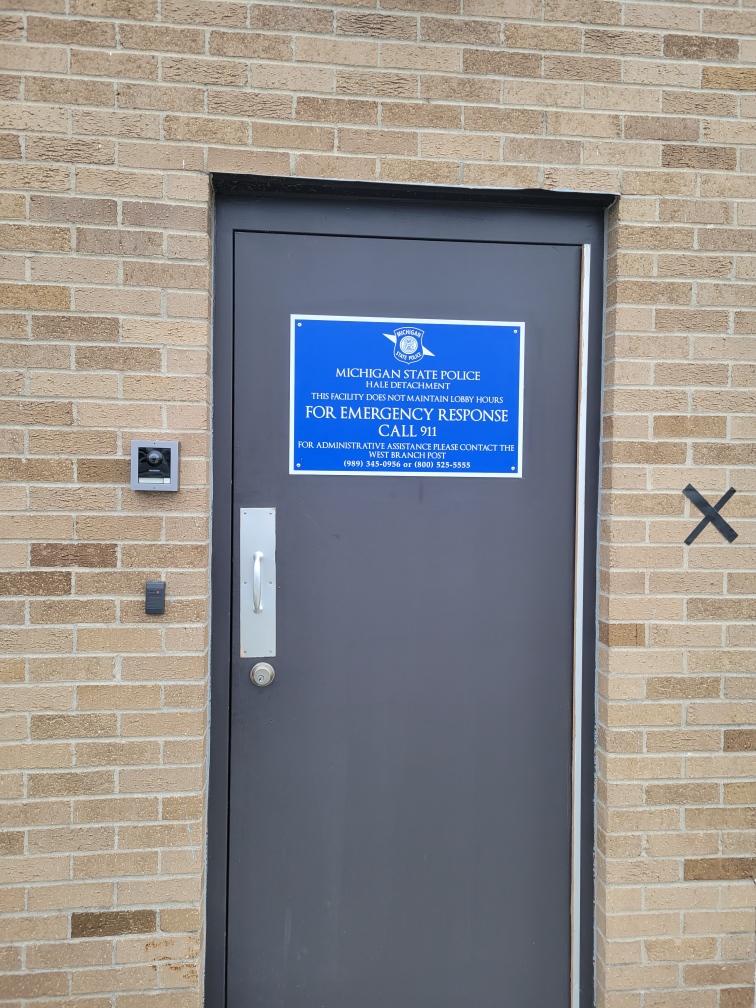 MICHIGAN
STATE POLICE
MICHIGAN STATE POLICE
HALE DETACHMENT
THIS FACILITY DOES NOT MAINTAIN LOBBY HOURS
FOR EMERGENCY RESPONSE
CALL 911
FOR ADMINISTRATIVE ASSISTANCE PLEASE CONTACT THE
WEST BRANCH POST
(989) 345-0956 or (800) 525-5555